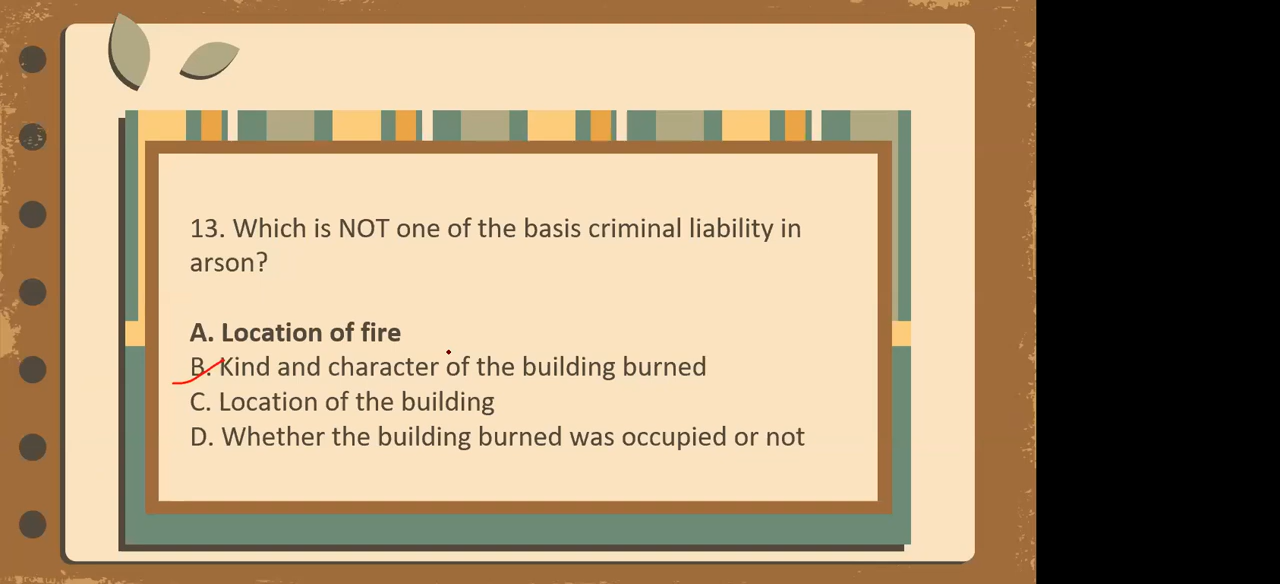 13. Which is NOT one of the basis criminal liability in
arson?
A. Location of fire
B. Kind and character of the building burned
C. Location of the building
D. Whether the building burned was occupied or not